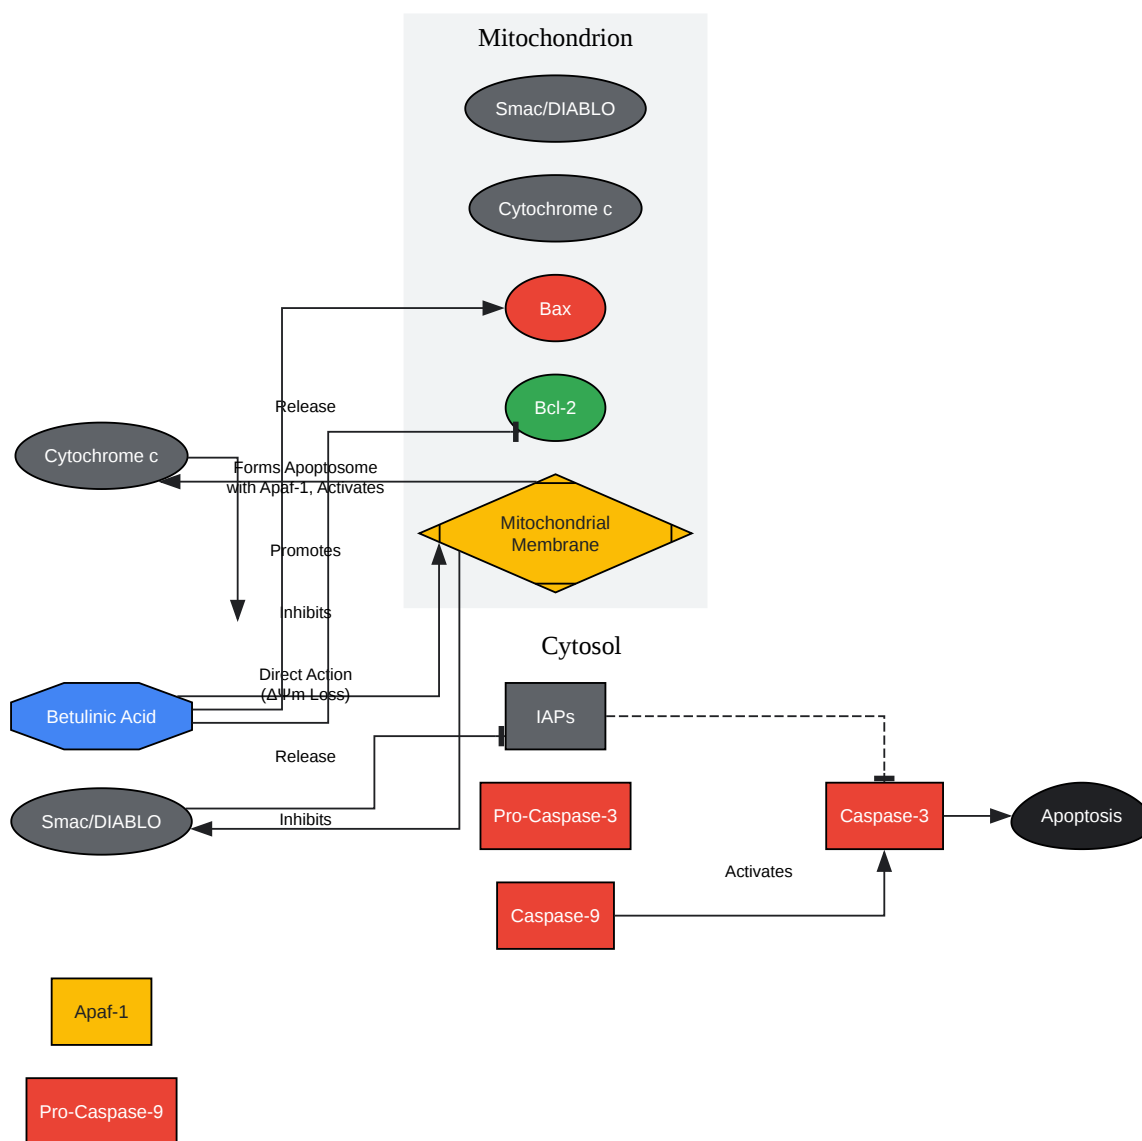 Mitochondrion
Smac/DIABLO
Cytochrome c
Bax
Release
Bcl-2
Cytochrome c
Forms Apoptosome
with Apaf-1, Activates
Mitochondrial
Membrane
Promotes
Inhibits
Cytosol
Direct Action
(ΔΨm Loss)
Betulinic Acid
IAPs
Release
Smac/DIABLO
Inhibits
Pro-Caspase-3
Caspase-3
Apoptosis
Activates
Caspase-9
Apaf-1
Pro-Caspase-9